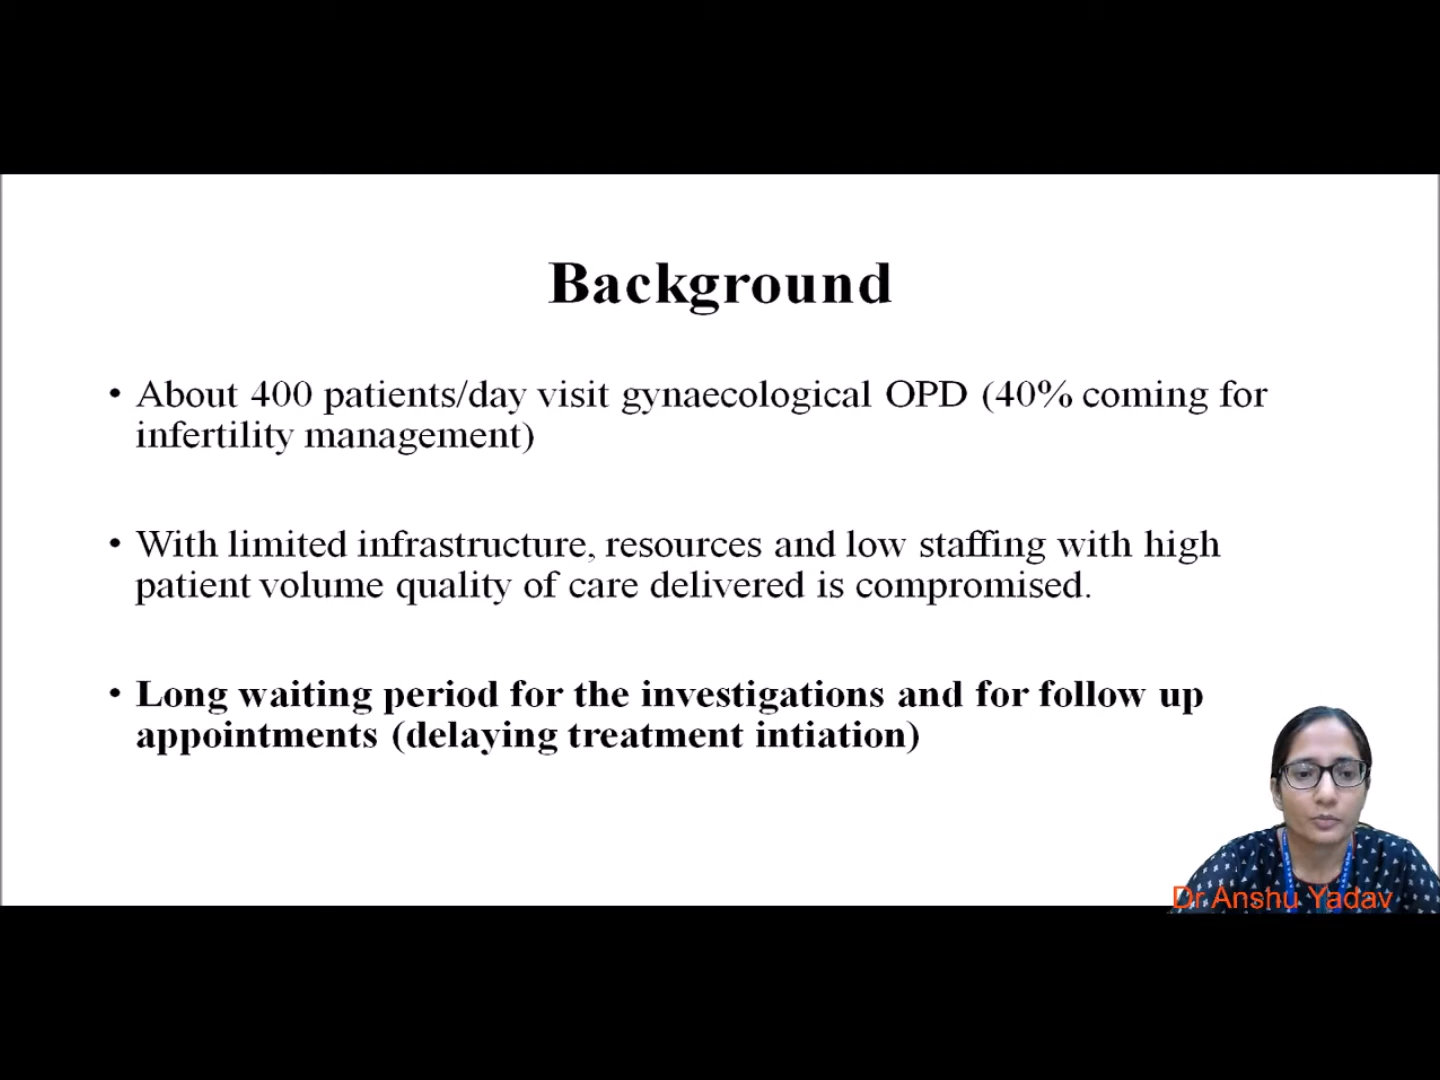 Background
• About 400 patients/day visit gynaecological OPD (40% coming for
infertility management)
• With limited infrastructure, resources and low staffing with high
patient volume quality of care delivered is compromised.
• Long waiting period for the investigations and for follow up
appointments (delaying treatment intiation)
Dr Anshu Yadav